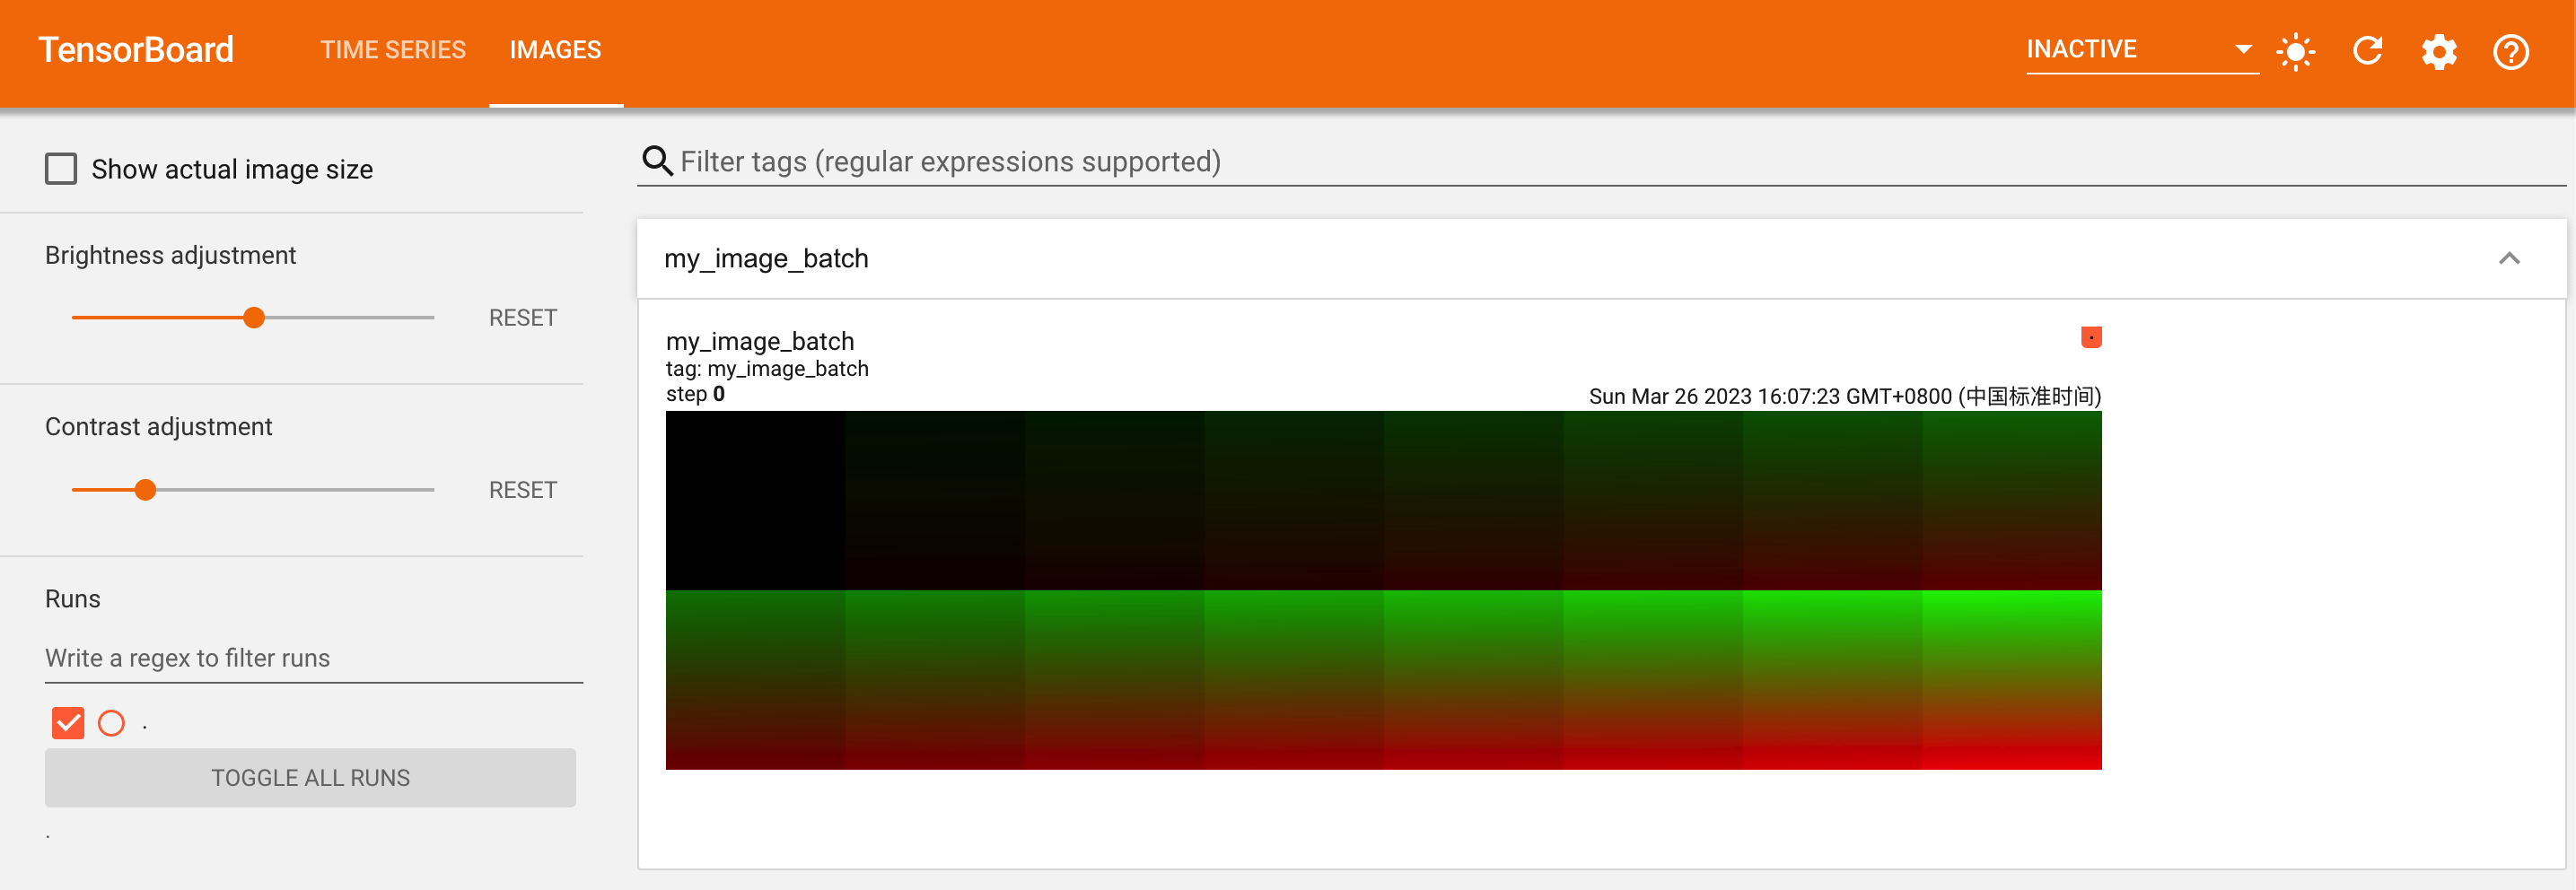 TensorBoard TIME SERIES IMAGES INACTIVE
Show actual image size
Filter tags (regular expressions supported)
Brightness adjustment
RESET
Contrast adjustment
RESET
Runs
Write a regex to filter runs
.
TOGGLE ALL RUNS
.
my_image_batch
my_image_batch
tag: my_image_batch
step 0
Sun Mar 26 2023 16:07:23 GMT+0800 (中国标准时间)